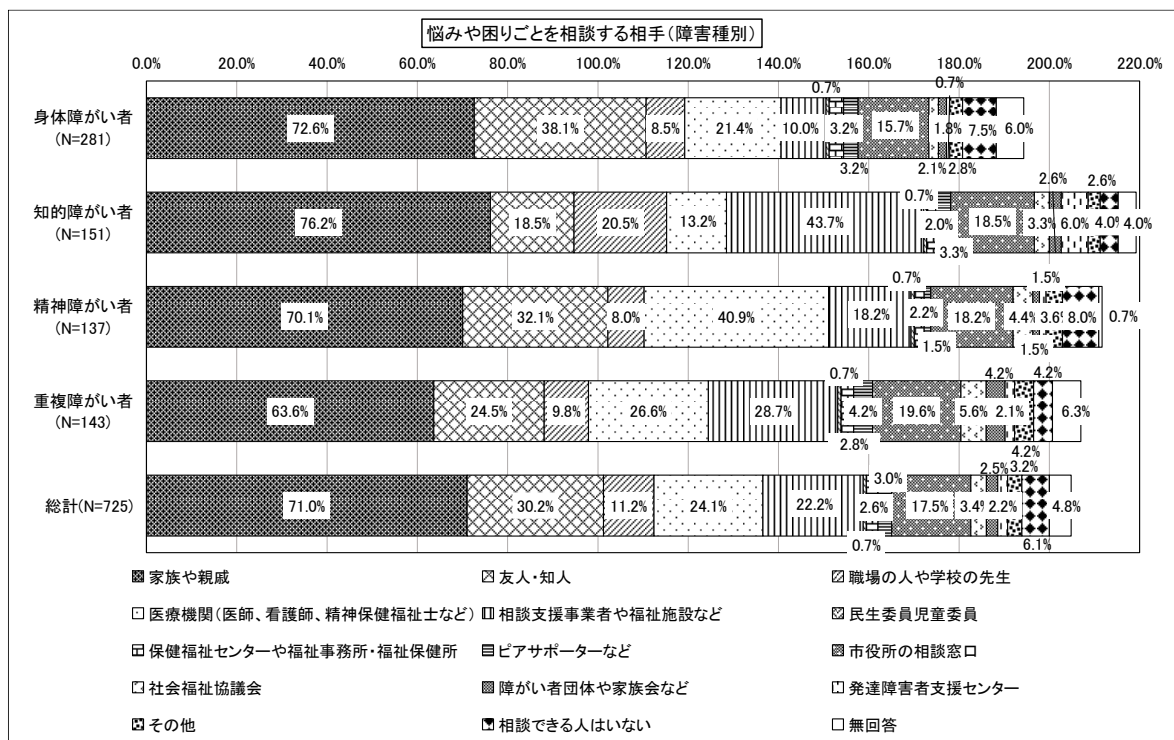 悩みや困りごとを相談する相手(障害種別)
0.0% 20.0% 40.0% 60.0% 80.0% 100.0% 120.0% 140.0% 160.0% 180.0% 200.0% 220.0%
0.7% 0.7%
身体障がい者
(N=281)
72.6% 38.1% 8.5% 21.4% 10.0% 3.2% 15.7% 1.8% 7.5% 6.0%
3.2% 2.1% 2.8%
0.7% 2.6% 2.6%
知的障がい者
(N=151)
76.2% 18.5% 20.5% 13.2% 43.7% 2.0% 18.5% 3.3% 6.0% 4.0% 4.0%
3.3%
0.7% 1.5%
精神障がい者
(N=137)
70.1% 32.1% 8.0% 40.9% 18.2% 2.2% 18.2% 4.4% 3.6% 8.0% 0.7%
1.5% 1.5%
0.7% 4.2% 4.2%
重複障がい者
(N=143)
63.6% 24.5% 9.8% 26.6% 28.7% 4.2% 19.6% 5.6% 2.1% 6.3%
2.8% 4.2%
3.0% 2.5% 3.2%
総計(N=725)
71.0% 30.2% 11.2% 24.1% 22.2% 2.6% 17.5% 3.4% 2.2% 4.8%
0.7% 6.1%
家族や親戚 友人・知人 職場の人や学校の先生
医療機関(医師、看護師、精神保健福祉士など) 相談支援事業者や福祉施設など 民生委員児童委員
保健福祉センターや福祉事務所・福祉保健所 ピアサポーターなど 市役所の相談窓口
社会福祉協議会 障がい者団体や家族会など 発達障害者支援センター
その他 相談できる人はいない 無回答